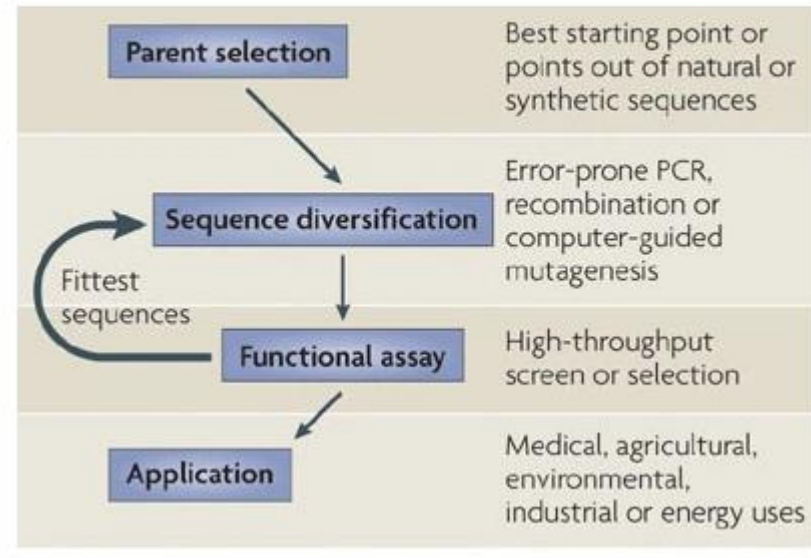 Parent selection
Best starting point or
points out of natural or
synthetic sequences
Sequence diversification
Error-prone PCR,
recombination or
computer-guided
mutagenesis
Fittest
sequences
Functional assay
High-throughput
screen or selection
Application
Medical, agricultural,
environmental,
industrial or energy uses